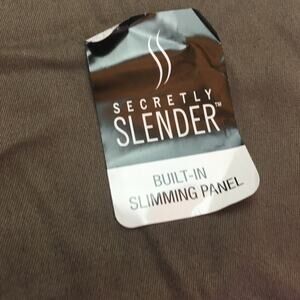 SECRETLY
SLENDER™
BUILT-IN
SLIMMING PANEL